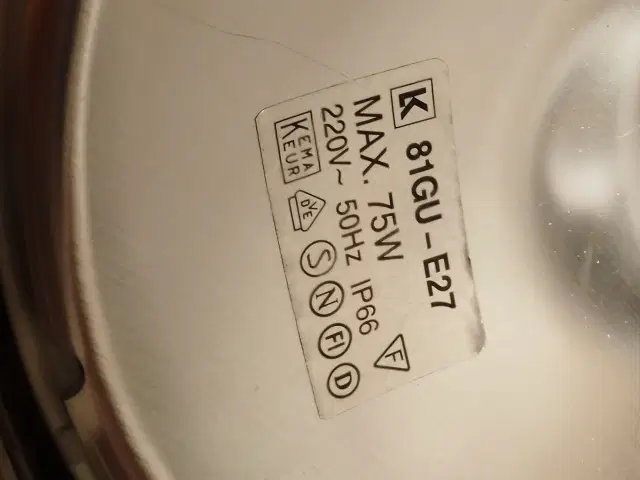 K 81GU-E27
MAX. 75W F
220V~ 50Hz IP66
KEMA KEUR DVE S N FI D